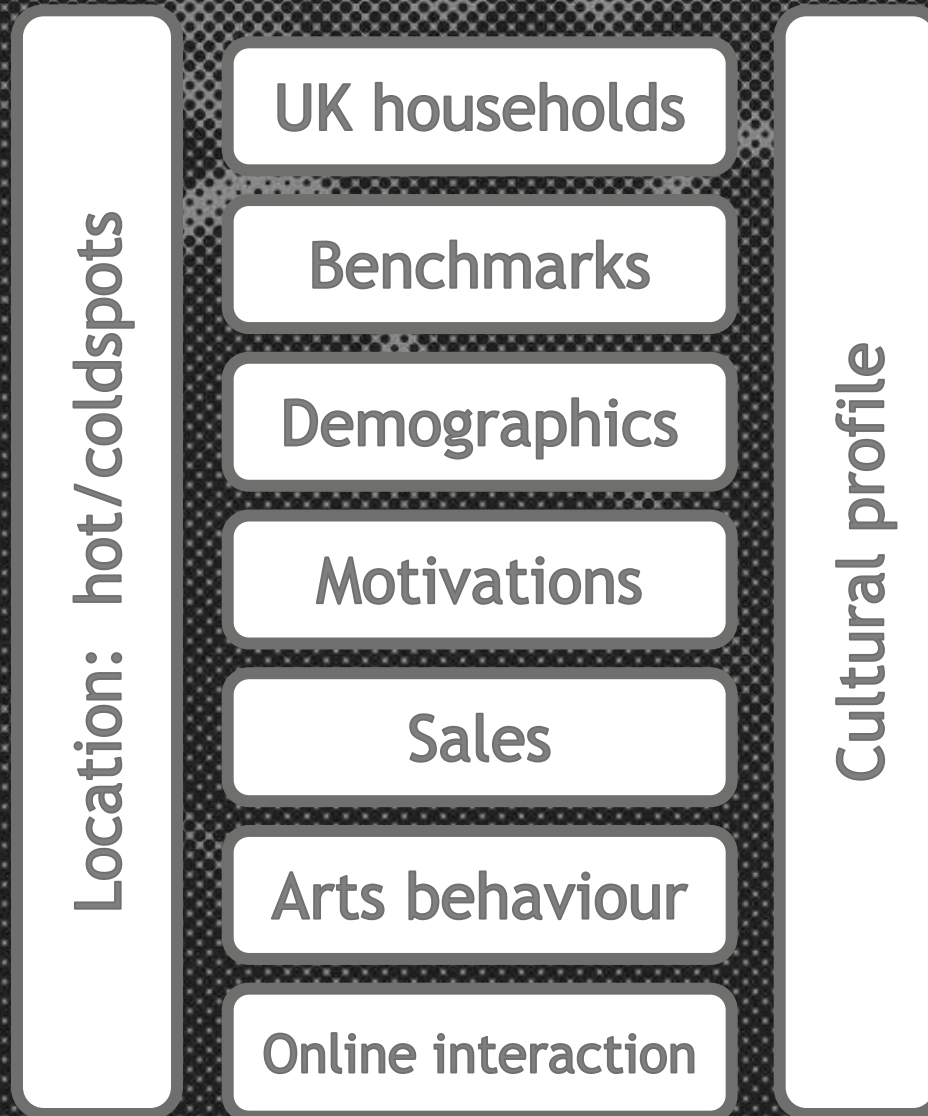 Location: hot/coldspots
UK households
Benchmarks
Demographics
Motivations
Sales
Arts behaviour
Online interaction
Cultural profile